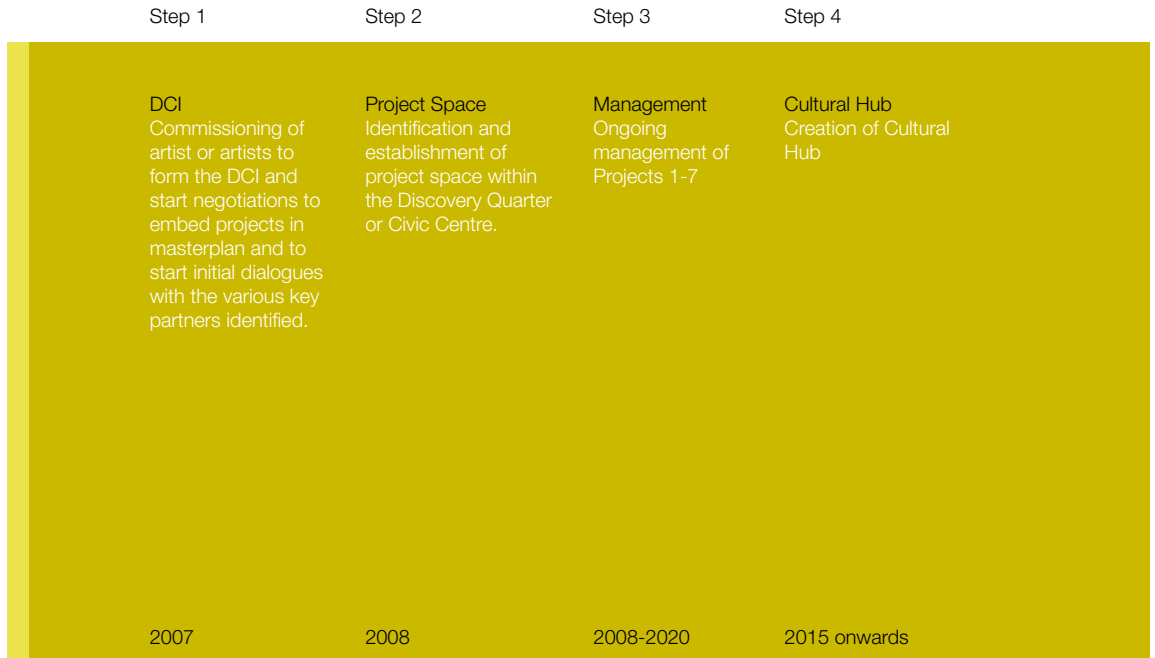 Step 1
Step 2
Step 3
Step 4
DCI
Commissioning of
artist or artists to
form the DCI and
start negotiations to
embed projects in
masterplan and to
start initial dialogues
with the various key
partners identified.
Project Space
Identification and
establishment of
project space within
the Discovery Quarter
or Civic Centre.
Management
Ongoing
management of
Projects 1-7
Cultural Hub
Creation of Cultural
Hub
2007
2008
2008-2020
2015 onwards